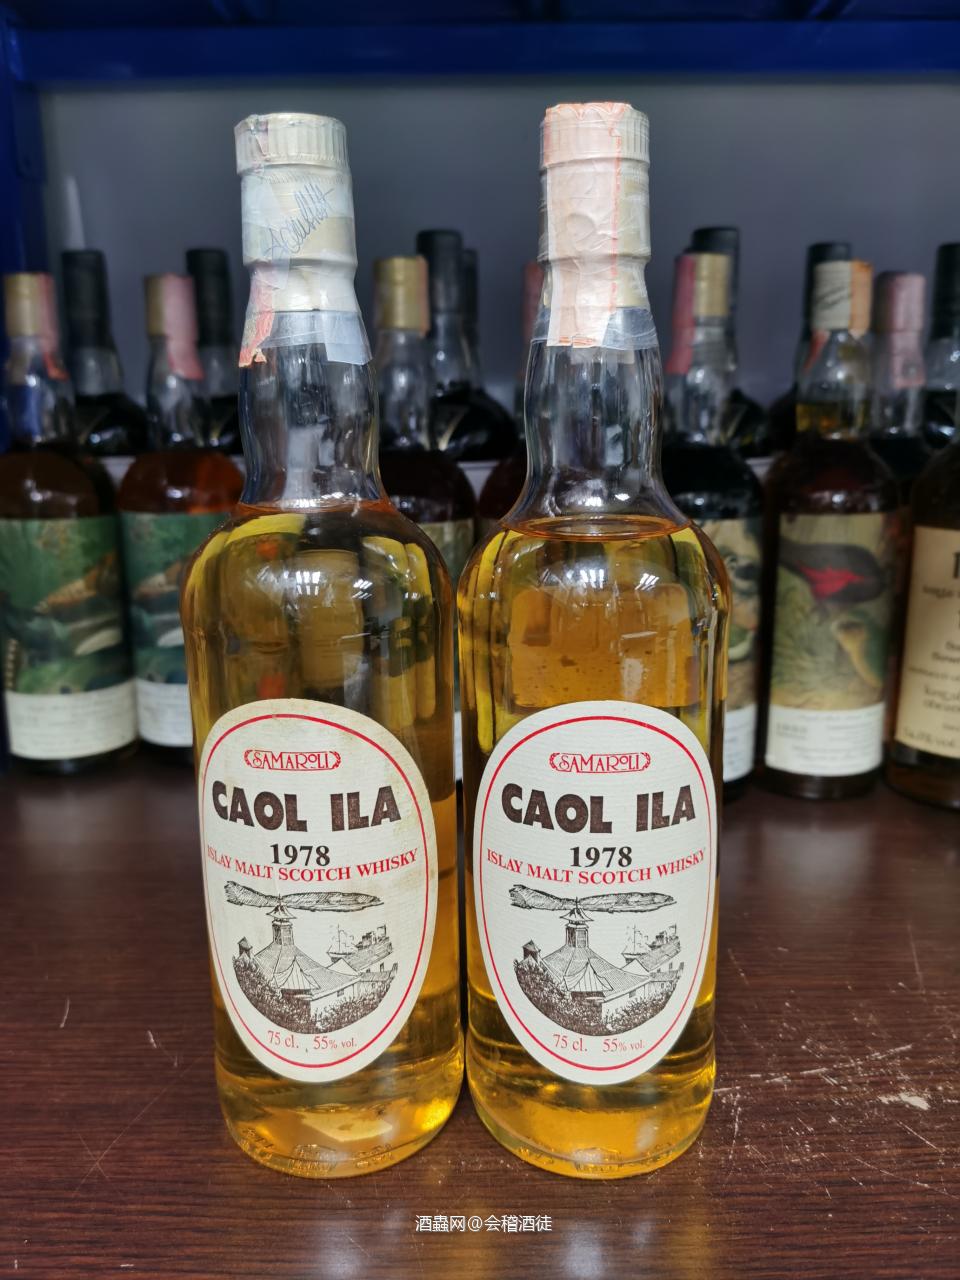 SAMAROLI
CAOL ILA
1978
ISLAY MALT SCOTCH WHISKY
75 cl. 55% vol.
SAMAROLI
CAOL ILA
1978
ISLAY MALT SCOTCH WHISKY
75 cl. 55% vol.
酒蟲网@会稽酒徒